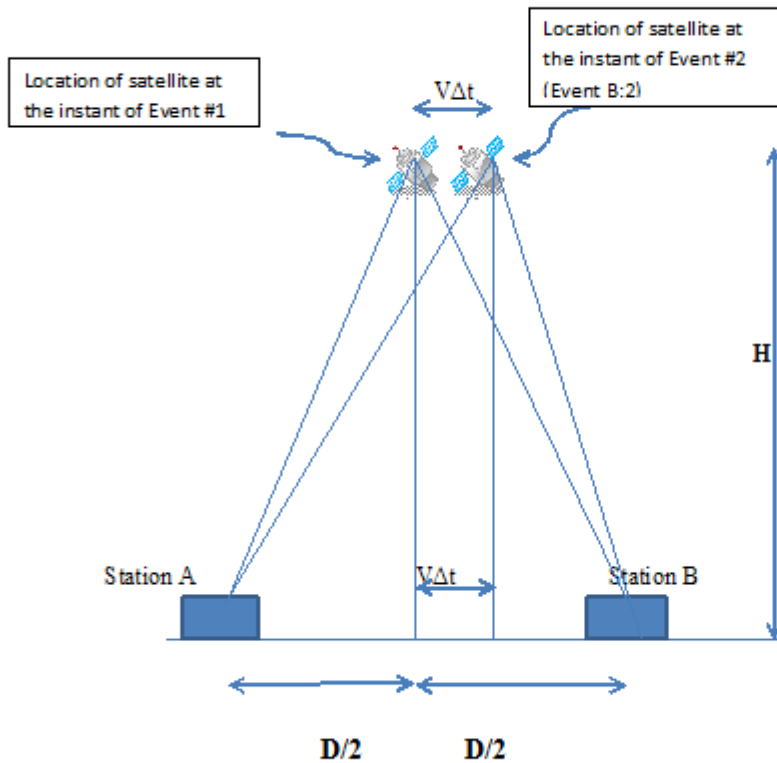 Location of satellite at
the instant of Event #1
Location of satellite at
the instant of Event #2
(Event B:2)
VΔt
H
Station A
VΔt
Station B
D/2
D/2